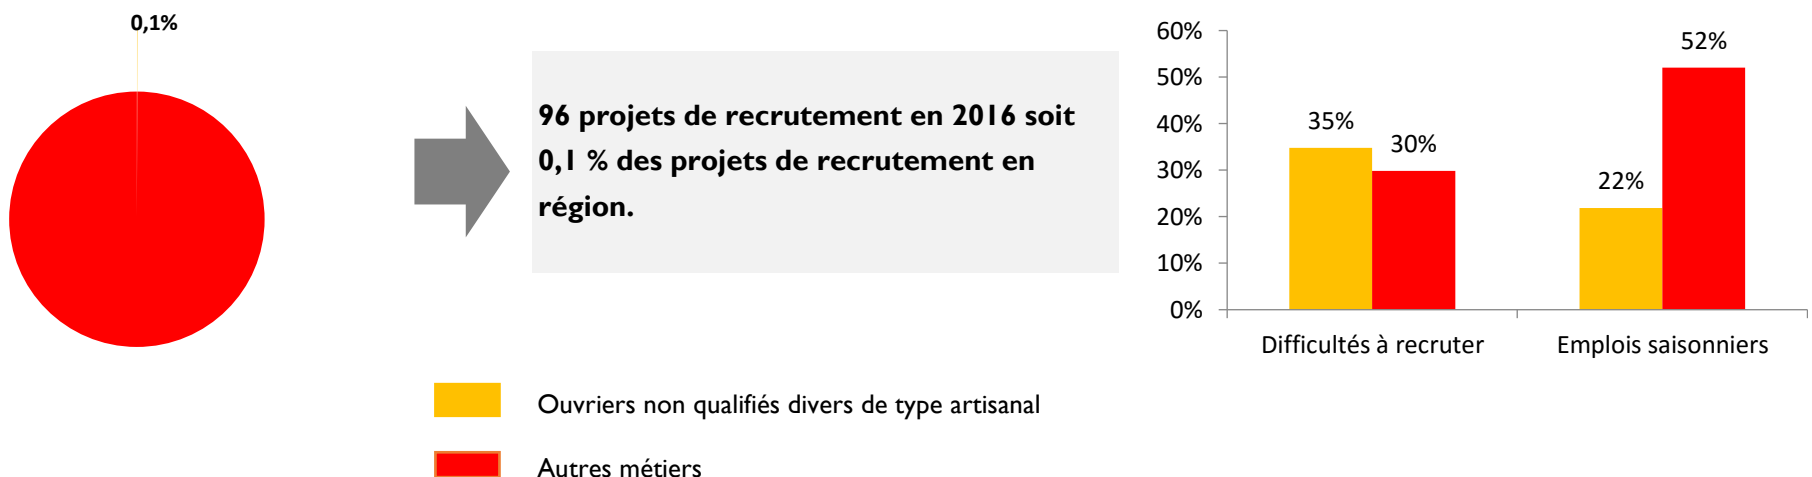 0,1%
96 projets de recrutement en 2016 soit
0,1 % des projets de recrutement en
région.
60%
50%
40%
30%
20%
10%
0%
35%
30%
22%
52%
Difficultés à recruter
Emplois saisonniers
Ouvriers non qualifiés divers de type artisanal
Autres métiers